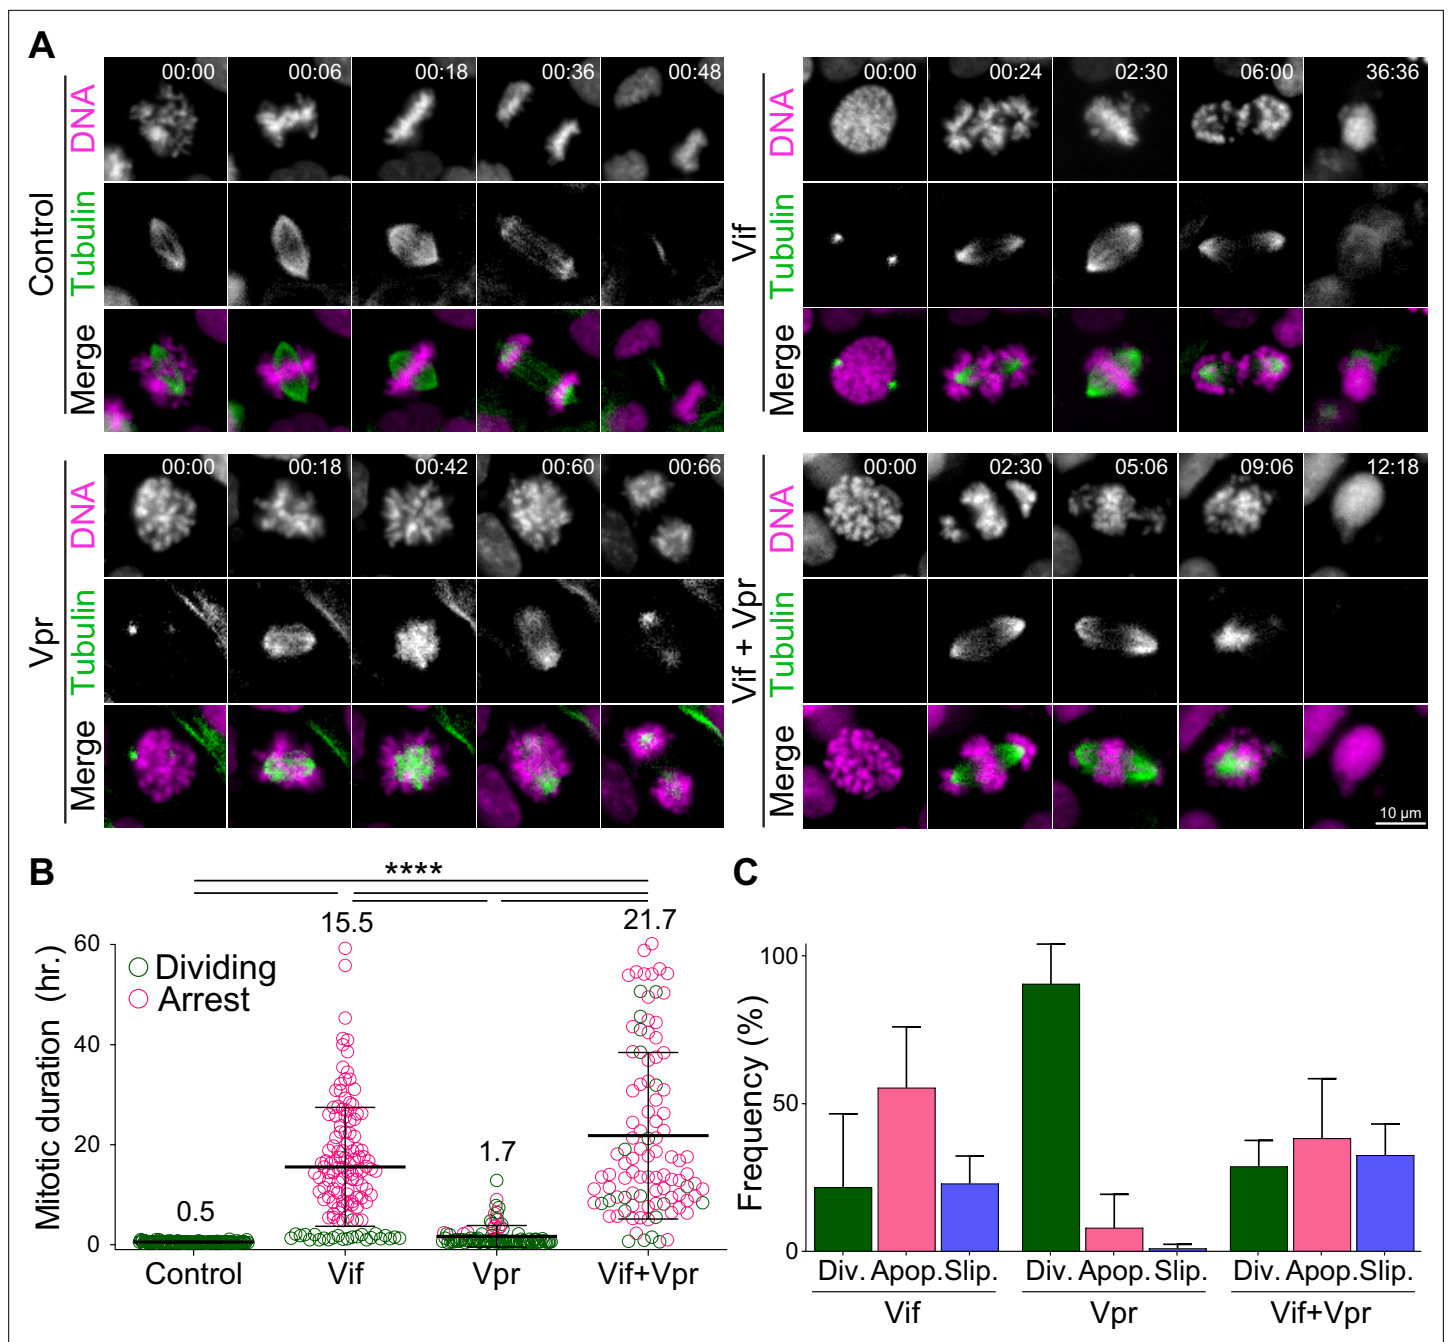 A
Control
DNA
Tubulin
Merge
00:00 00:06 00:18 00:36 00:48
Vif
DNA
Tubulin
Merge
00:00 00:24 02:30 06:00 36:36
Vpr
DNA
Tubulin
Merge
00:00 00:18 00:42 00:60 00:66
Vif + Vpr
DNA
Tubulin
Merge
00:00 02:30 05:06 09:06 12:18
10 µm
B
****
15.5 21.7
1.7
0.5
Dividing
Arrest
Mitotic duration (hr.)
60
40
20
0
Control Vif Vpr Vif+Vpr
C
Frequency (%)
100
50
0
Div. Apop. Slip. Div. Apop. Slip. Div. Apop. Slip.
Vif Vpr Vif+Vpr